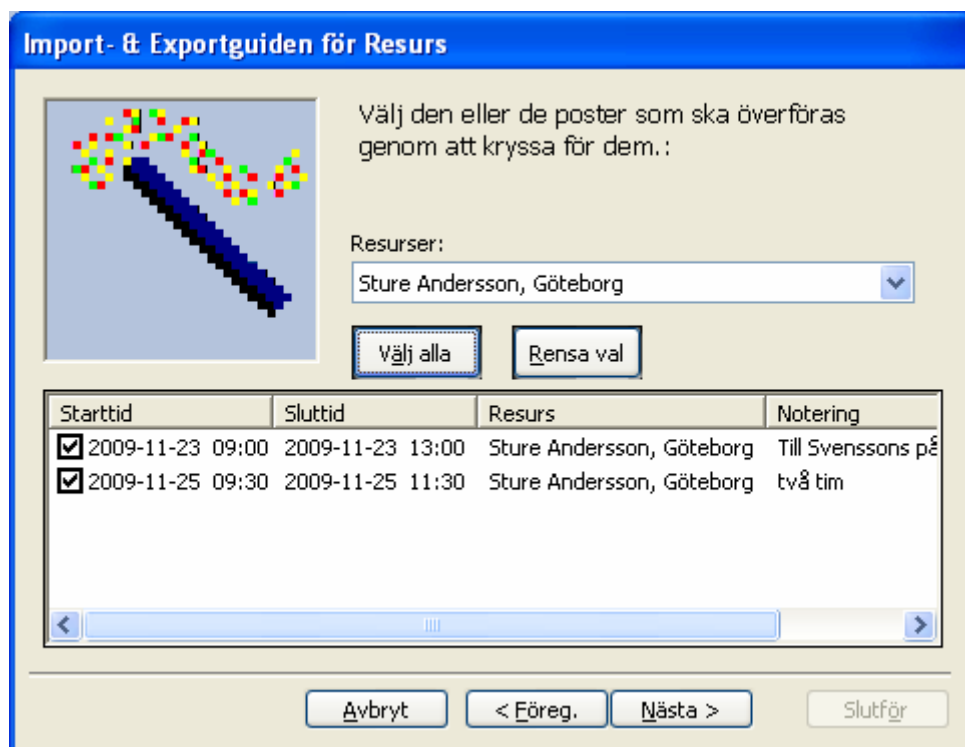 Import- & Exportguiden för Resurs
Välj den eller de poster som ska överföras
genom att kryssa för dem.:
Resurser:
Sture Andersson, Göteborg
Välj alla Rensa val
Starttid Sluttid Resurs Notering
2009-11-23 09:00 2009-11-23 13:00 Sture Andersson, Göteborg Till Svenssons på
2009-11-25 09:30 2009-11-25 11:30 Sture Andersson, Göteborg två tim
Avbryt < Föreg. Nästa > Slutför